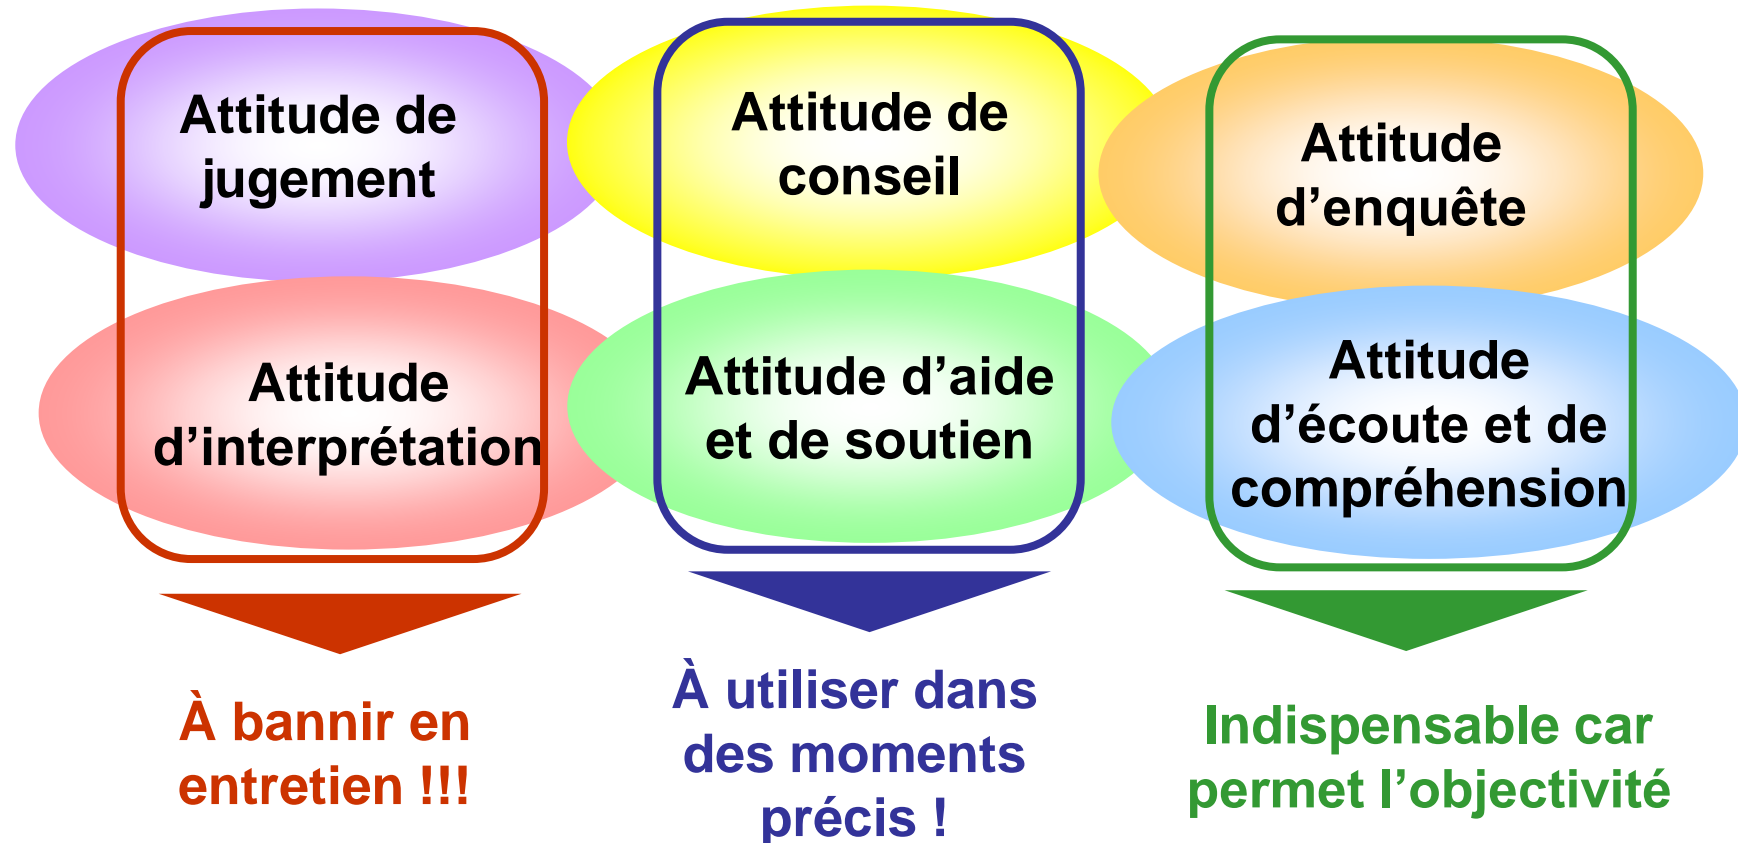 Attitude de
jugement
Attitude
d’interprétation
À bannir en
entretien !!!
Attitude de
conseil
Attitude d’aide
et de soutien
À utiliser dans
des moments
précis !
Attitude
d’enquête
Attitude
d’écoute et de
compréhension
Indispensable car
permet l’objectivité